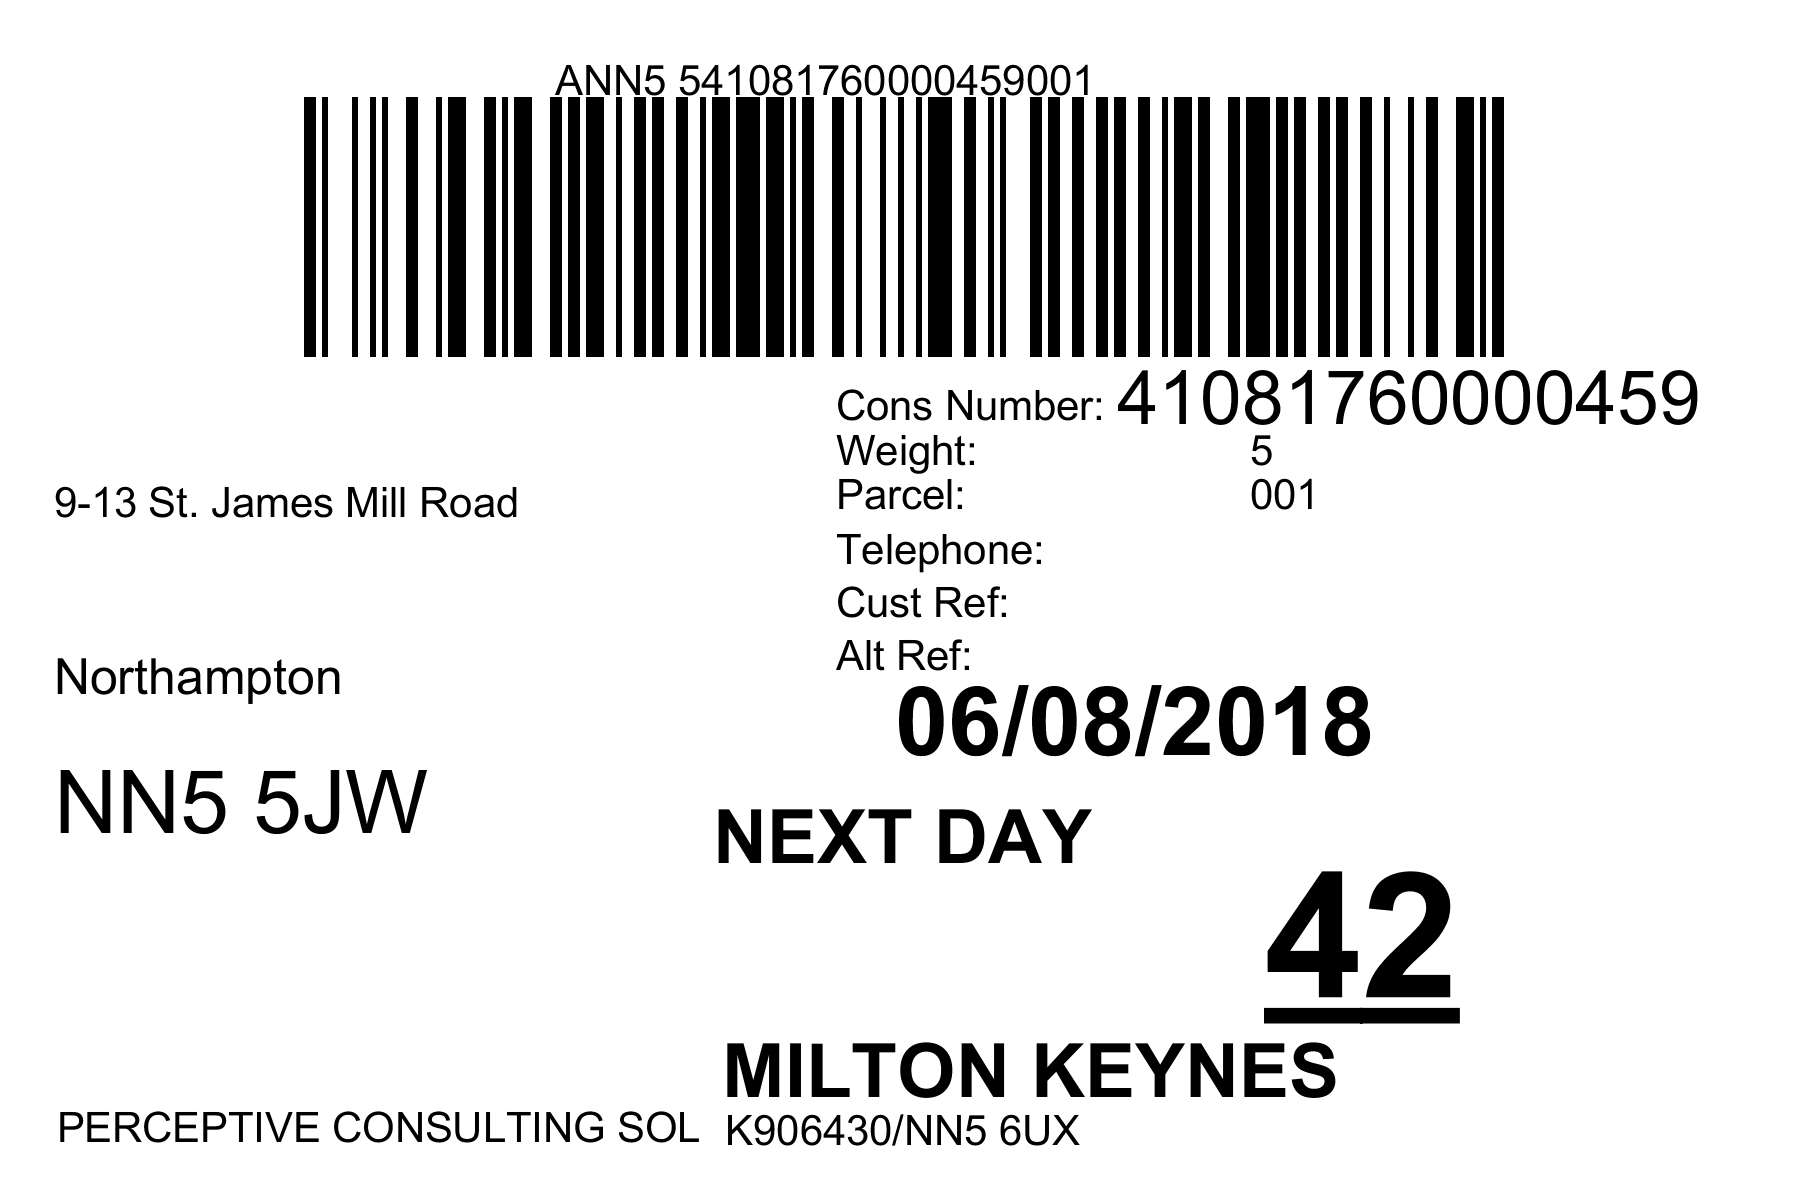 ANN5 541081760000459001
Cons Number: 41081760000459
Weight: 5
Parcel: 001
9-13 St. James Mill Road
Telephone:
Cust Ref:
Alt Ref:
Northampton
06/08/2018
NN5 5JW
NEXT DAY
42
MILTON KEYNES
PERCEPTIVE CONSULTING SOL K906430/NN5 6UX